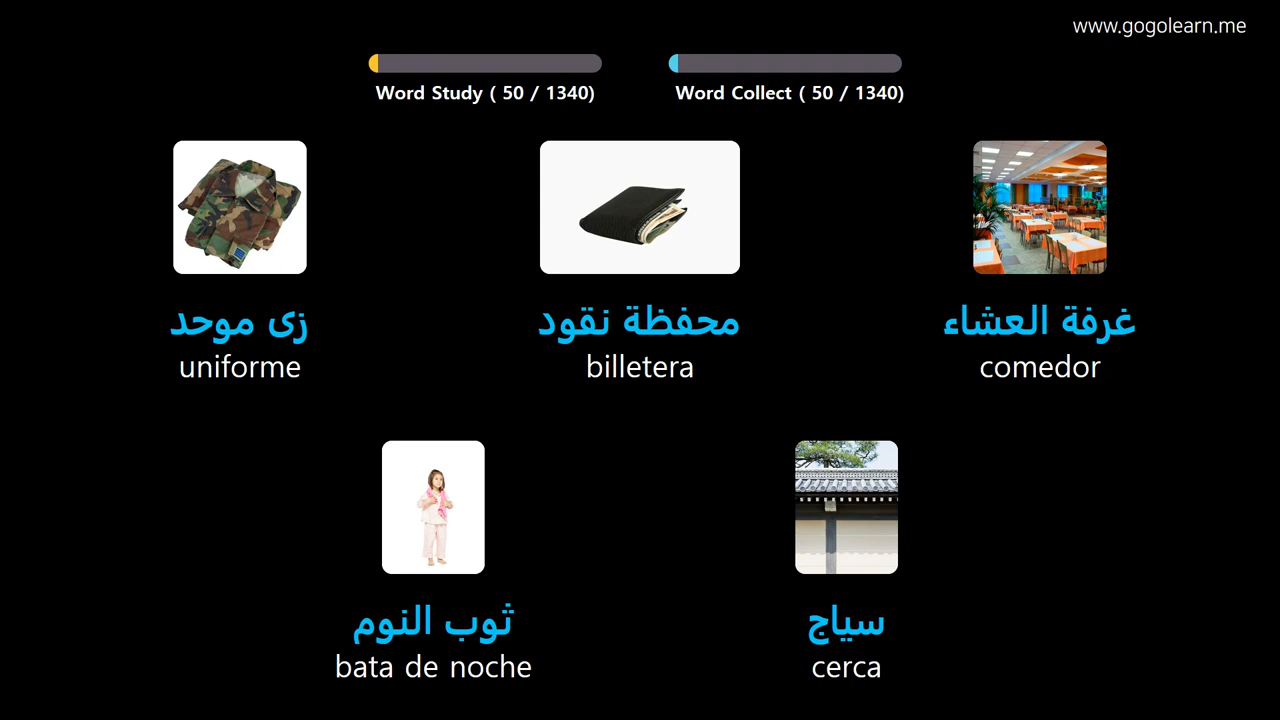 www.gogolearn.me
Word Study ( 50 / 1340)
Word Collect ( 50 / 1340)
زى موحد
uniforme
محفظة نقود
billetera
غرفة العشاء
comedor
ثوب النوم
bata de noche
سياج
cerca